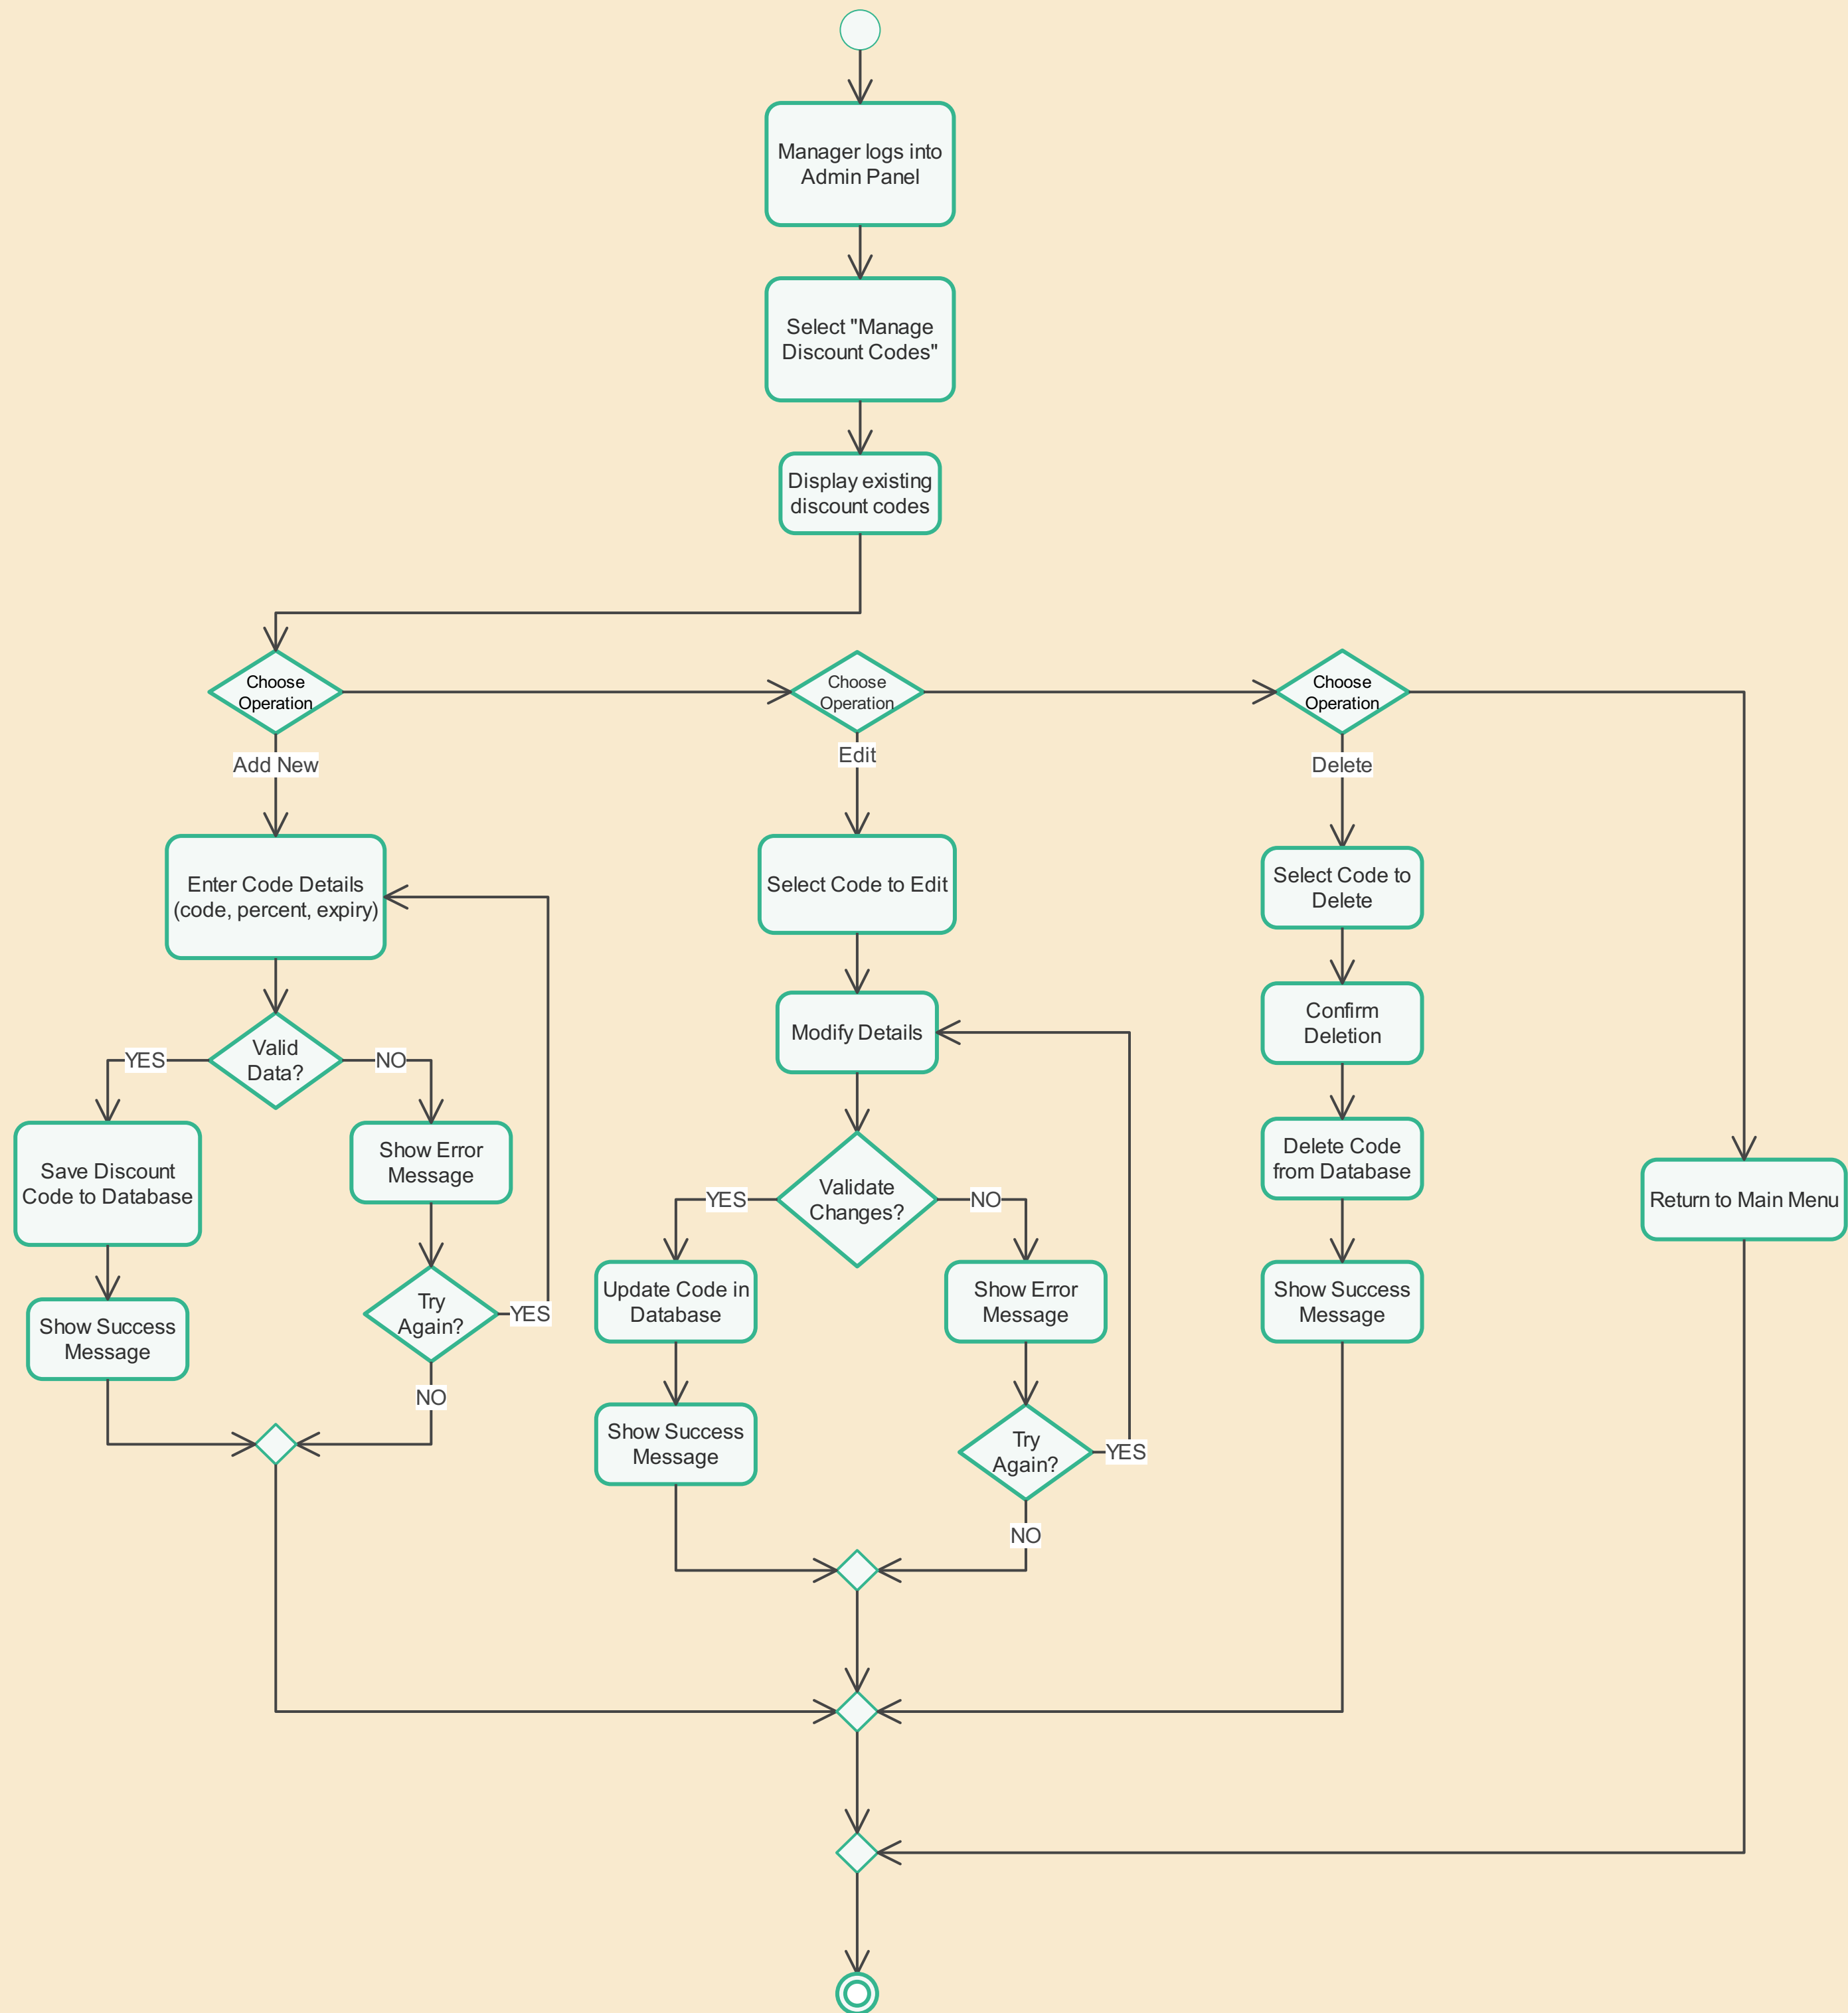 Manager logs into
Admin Panel
Select "Manage
Discount Codes"
Display existing
discount codes
Choose
Operation
Choose
Operation
Choose
Operation
Add New
Edit
Delete
Enter Code Details
(code, percent, expiry)
Valid
Data?
YES
NO
Save Discount
Code to Database
Show Success
Message
Show Error
Message
Try
Again?
YES
NO
Select Code to Edit
Modify Details
Validate
Changes?
YES
NO
Update Code in
Database
Show Success
Message
Show Error
Message
Try
Again?
YES
NO
Select Code to
Delete
Confirm
Deletion
Delete Code
from Database
Show Success
Message
Return to Main Menu